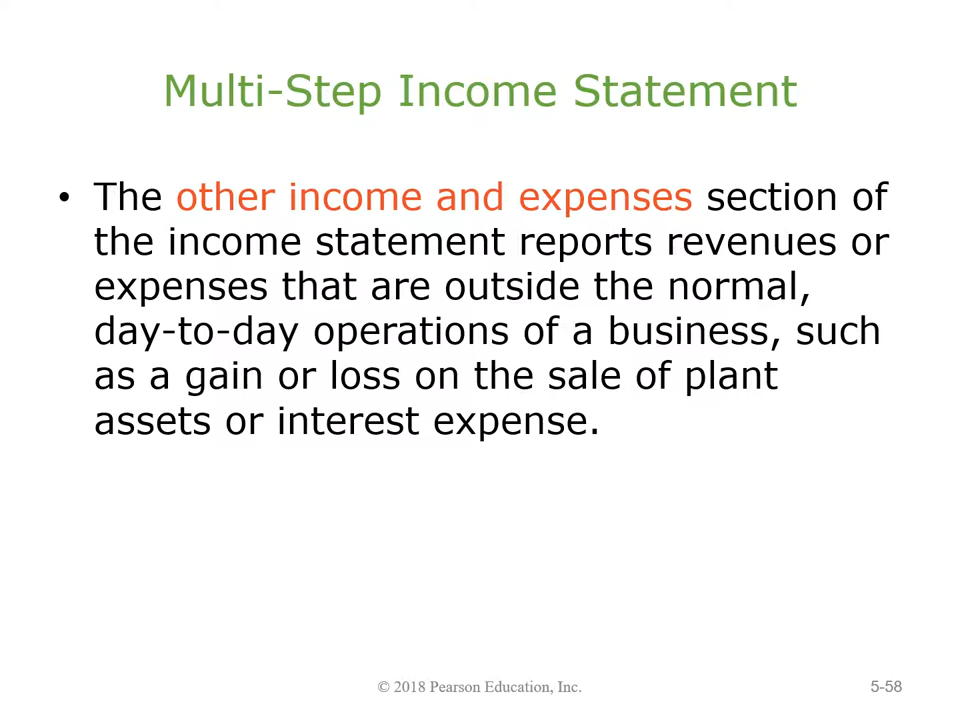 Multi-Step Income Statement
• The other income and expenses section of
the income statement reports revenues or
expenses that are outside the normal,
day-to-day operations of a business, such
as a gain or loss on the sale of plant
assets or interest expense.
© 2018 Pearson Education, Inc.
5-58